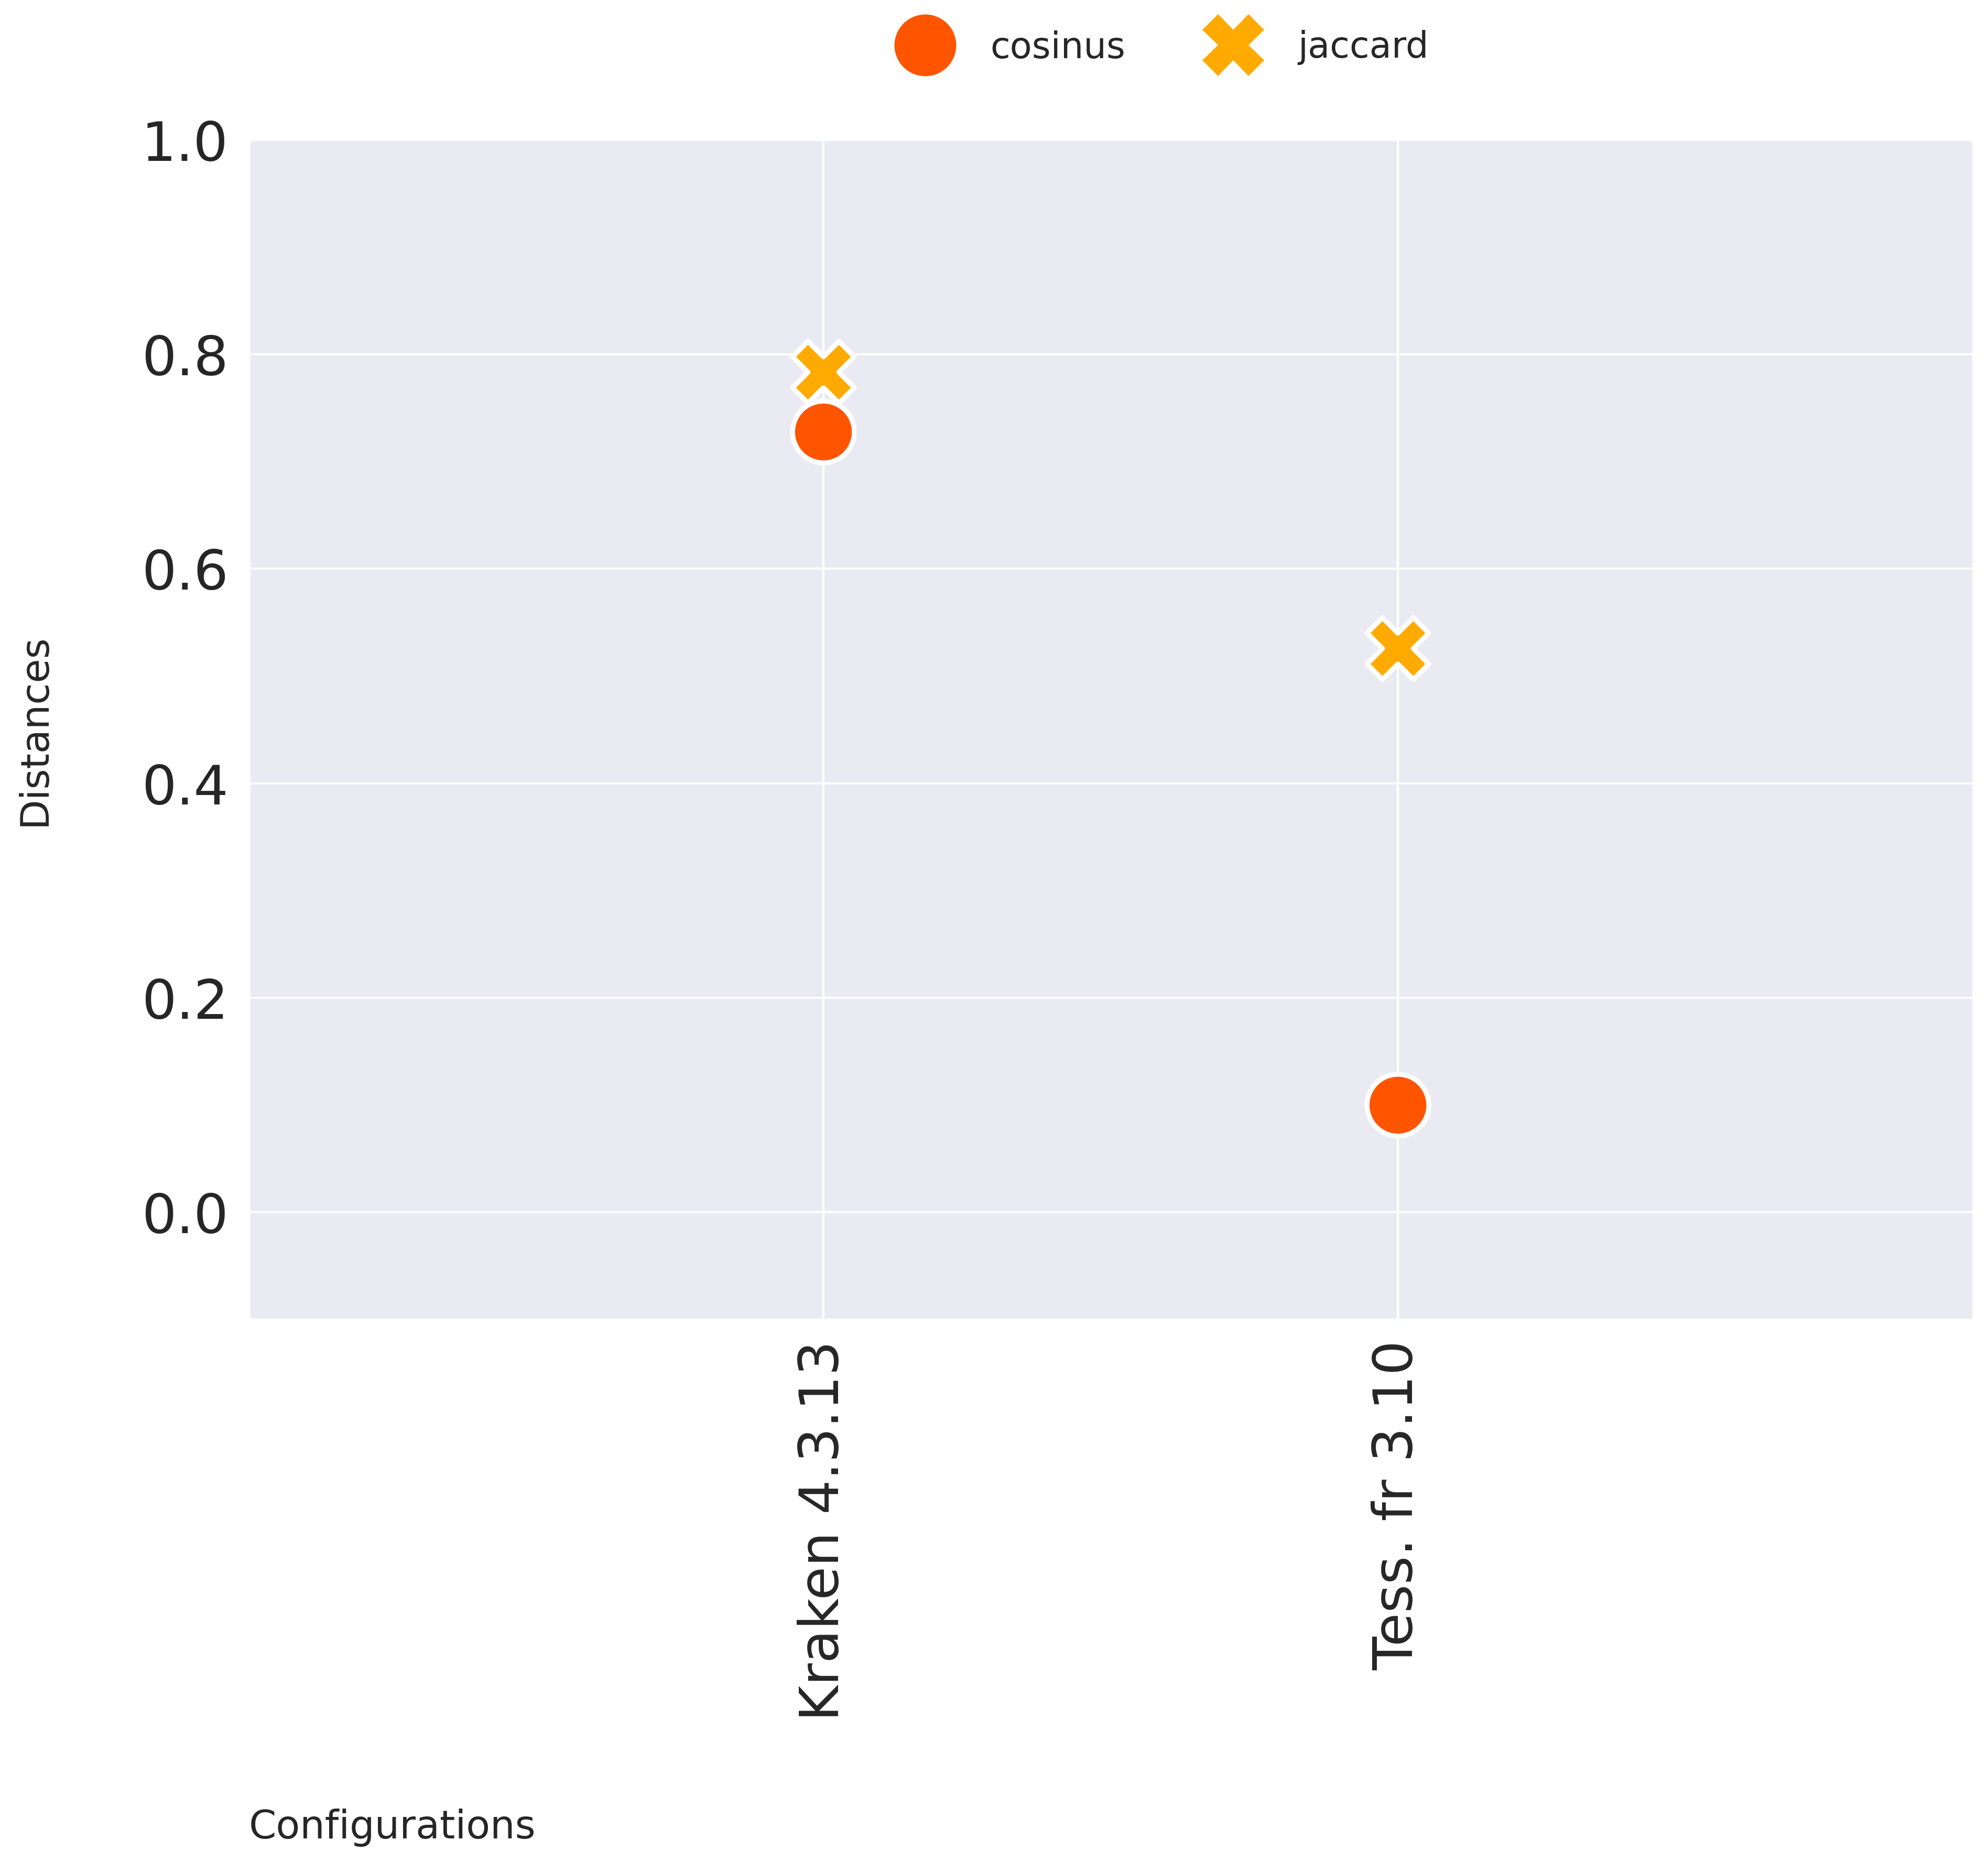 cosinus jaccard
1.0
0.8
0.6
0.4
0.2
0.0
Distances
Kraken 4.3.13
Tess. fr 3.10
Configurations